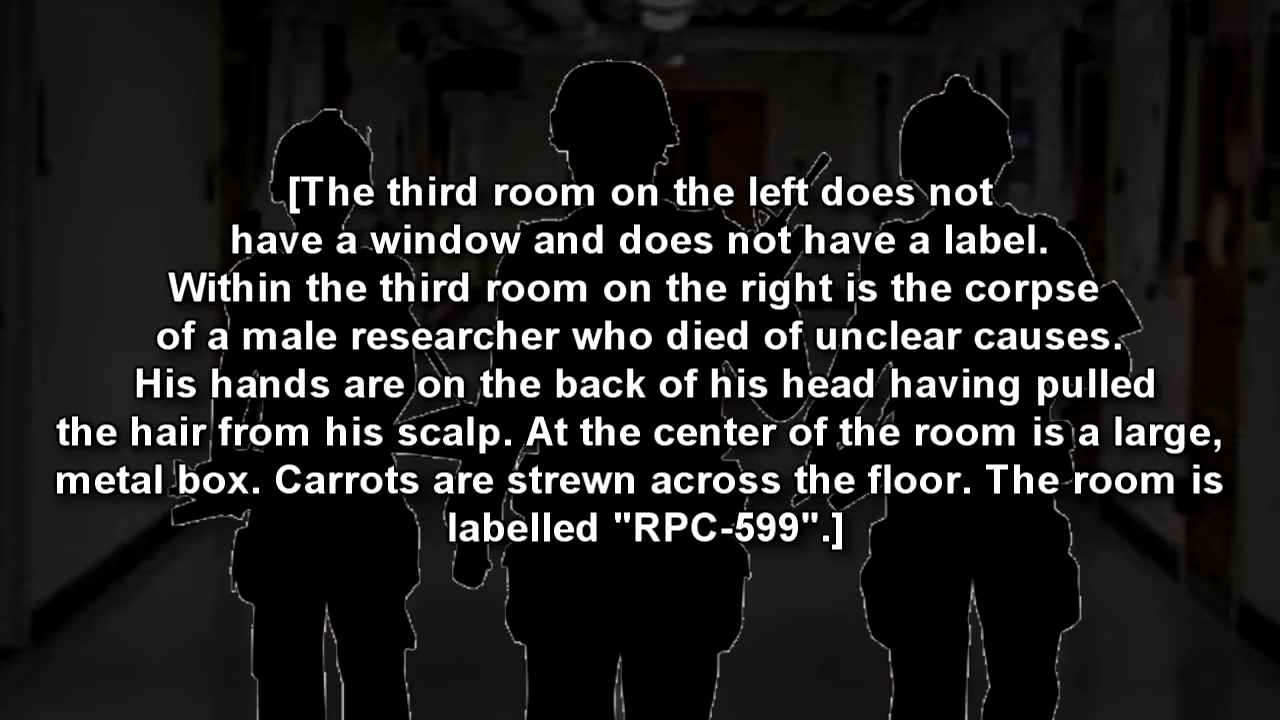 [The third room on the left does not
have a window and does not have a label.
Within the third room on the right is the corpse
of a male researcher who died of unclear causes.
His hands are on the back of his head having pulled
the hair from his scalp. At the center of the room is a large,
metal box. Carrots are strewn across the floor. The room is
labelled "RPC-599".]